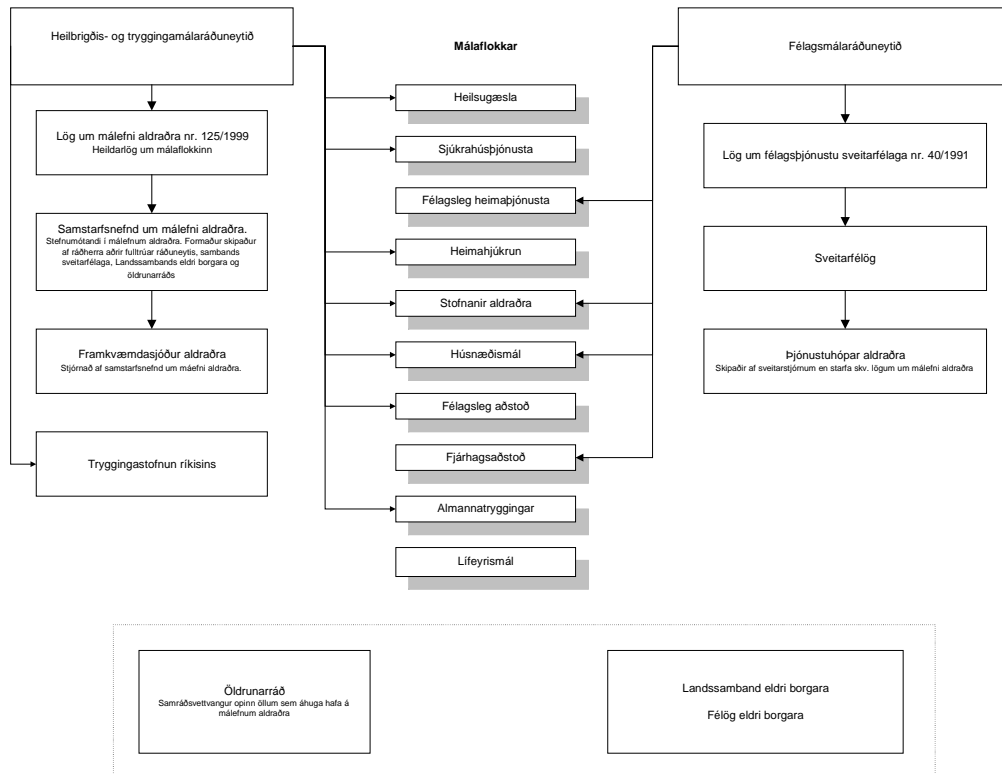 Heilbrigðis- og tryggingamálaráðuneytið
Málaflokkar
Félagsmálaráðuneytið
Heilsugæsla
Lög um málefni aldraðra nr. 125/1999
Heildarlög um málaflokkinn
Sjúkrahúsþjónusta
Lög um félagsþjónustu sveitarfélaga nr. 40/1991
Félagsleg heimaþjónusta
Samstarfsnefnd um málefni aldraðra.
Stefnumótandi í málefnum aldraðra. Formaður skipaður
af ráðherra aðrir fulltrúar ráðuneytis, sambands
sveitarfélaga, Landssambands eldri borgara og
öldrunarráðs
Heimahjúkrun
Sveitarfélög
Stofnanir aldraðra
Húsnæðismál
Framkvæmdasjóður aldraðra
Stjórnað af samstarfsnefnd um máefni aldraðra.
Þjónustuhópar aldraðra
Skipaðir af sveitarstjórnum en starfa skv. lögum um málefni aldraðra
Félagsleg aðstoð
Fjárhagsaðstoð
Tryggingastofnun ríkisins
Almannatryggingar
Lífeyrismál
Öldrunarráð
Samráðsvettvangur opinn öllum sem áhuga hafa á
málefnum aldraðra
Landssamband eldri borgara
Félög eldri borgara